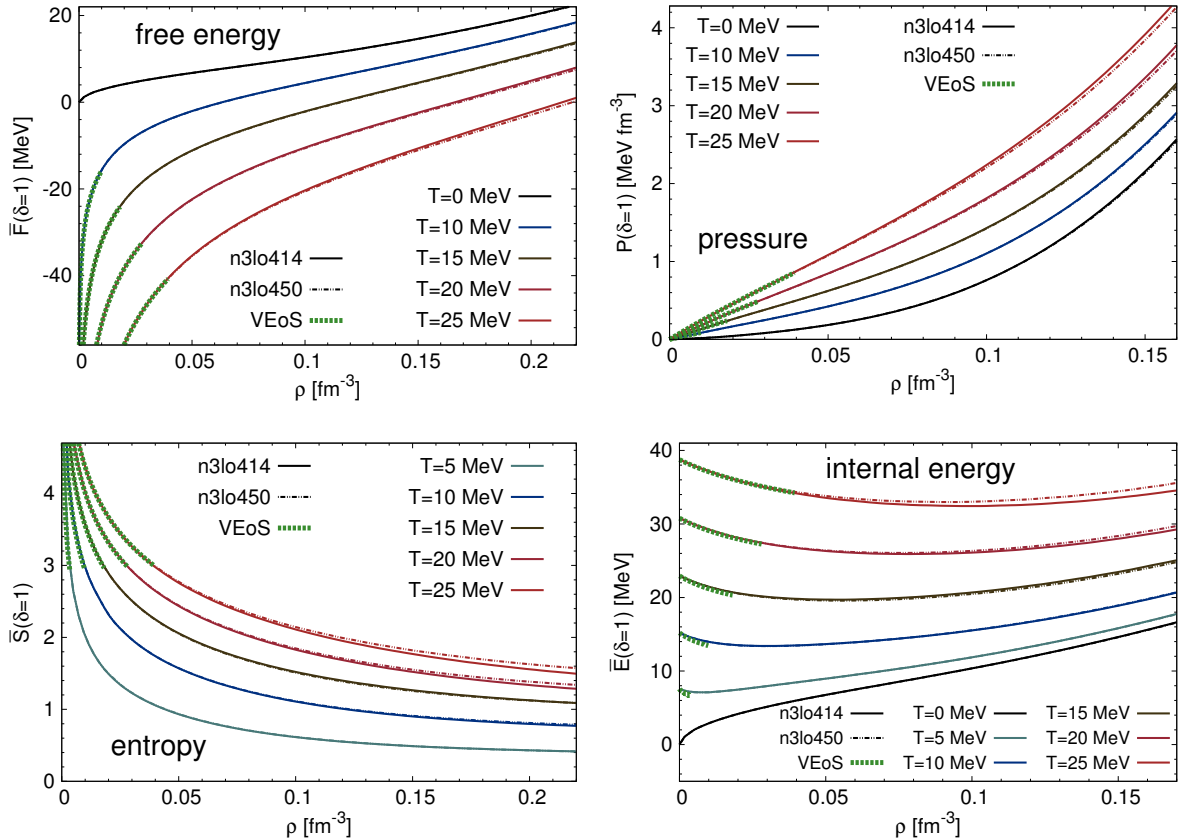 free energy
20
0
-20
-40
F̅(δ=1) [MeV]
T=0 MeV
T=10 MeV
T=15 MeV
T=20 MeV
T=25 MeV
n3lo414
n3lo450
VEoS
0 0.05 0.1 0.15 0.2
ρ [fm-3]
4
3
2
1
0
P(δ=1) [MeV fm-3]
T=0 MeV
T=10 MeV
T=15 MeV
T=20 MeV
T=25 MeV
n3lo414
n3lo450
VEoS
pressure
0 0.05 0.1 0.15
ρ [fm-3]
4
3
2
1
0
S̅(δ=1)
n3lo414
n3lo450
VEoS
T=5 MeV
T=10 MeV
T=15 MeV
T=20 MeV
T=25 MeV
entropy
0 0.05 0.1 0.15 0.2
ρ [fm-3]
40
30
20
10
0
E̅(δ=1) [MeV]
internal energy
n3lo414 T=0 MeV T=15 MeV
n3lo450 T=5 MeV T=20 MeV
VEoS T=10 MeV T=25 MeV
0 0.05 0.1 0.15
ρ [fm-3]